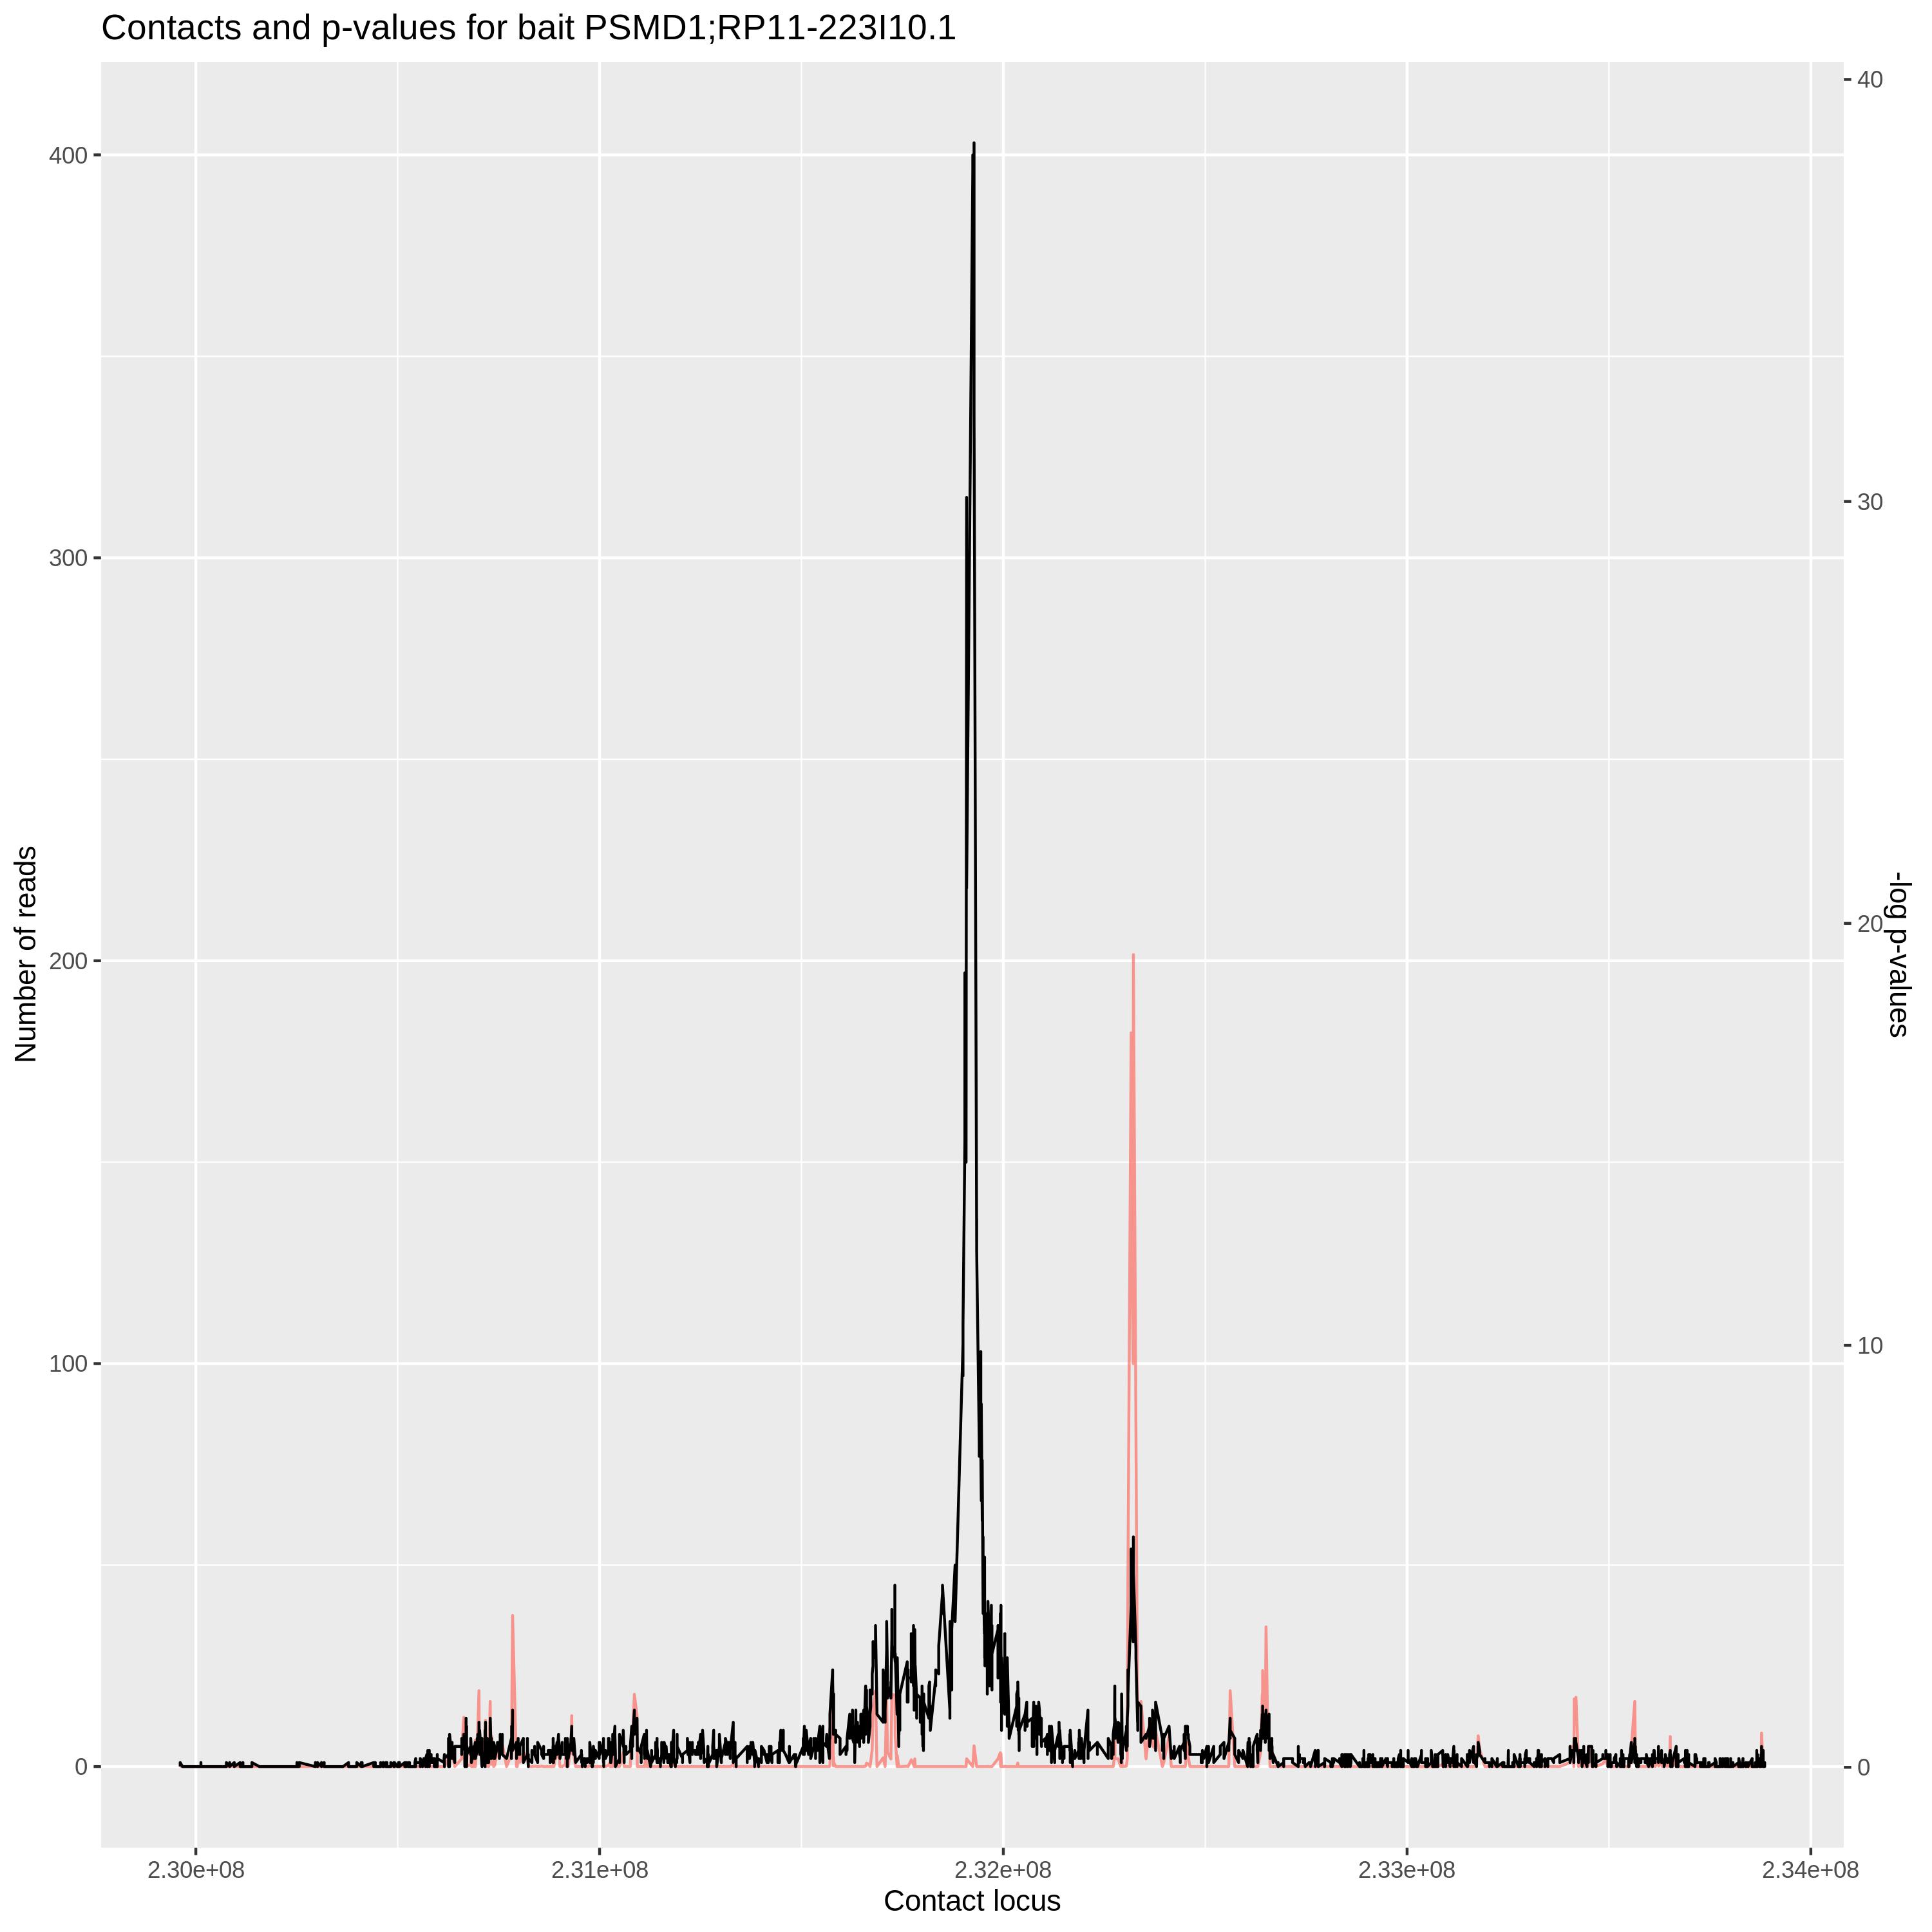 Contacts and p-values for bait PSMD1;RP11-223I10.1
Number of reads
400
300
200
100
0
40
30
20
10
0
-log p-values
2.30e+08 2.31e+08 2.32e+08 2.33e+08 2.34e+08
Contact locus